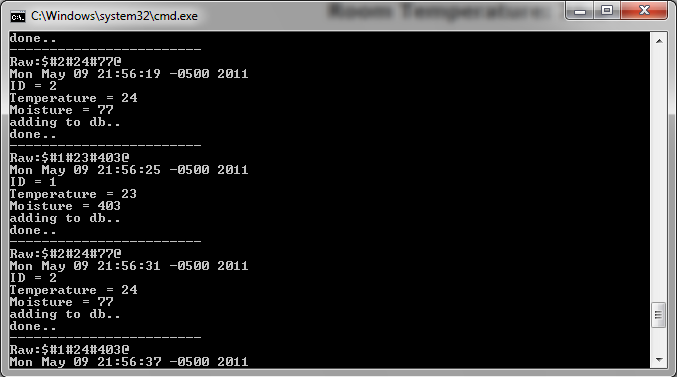 Room Temperature:
C:\Windows\system32\cmd.exe
done..
------------------------
Raw:$#2#24#77@
Mon May 09 21:56:19 -0500 2011
ID = 2
Temperature = 24
Moisture = 77
adding to db..
done..
------------------------
Raw:$#1#23#403@
Mon May 09 21:56:25 -0500 2011
ID = 1
Temperature = 23
Moisture = 403
adding to db..
done..
------------------------
Raw:$#2#24#77@
Mon May 09 21:56:31 -0500 2011
ID = 2
Temperature = 24
Moisture = 77
adding to db..
done..
------------------------
Raw:$#1#24#403@
Mon May 09 21:56:37 -0500 2011